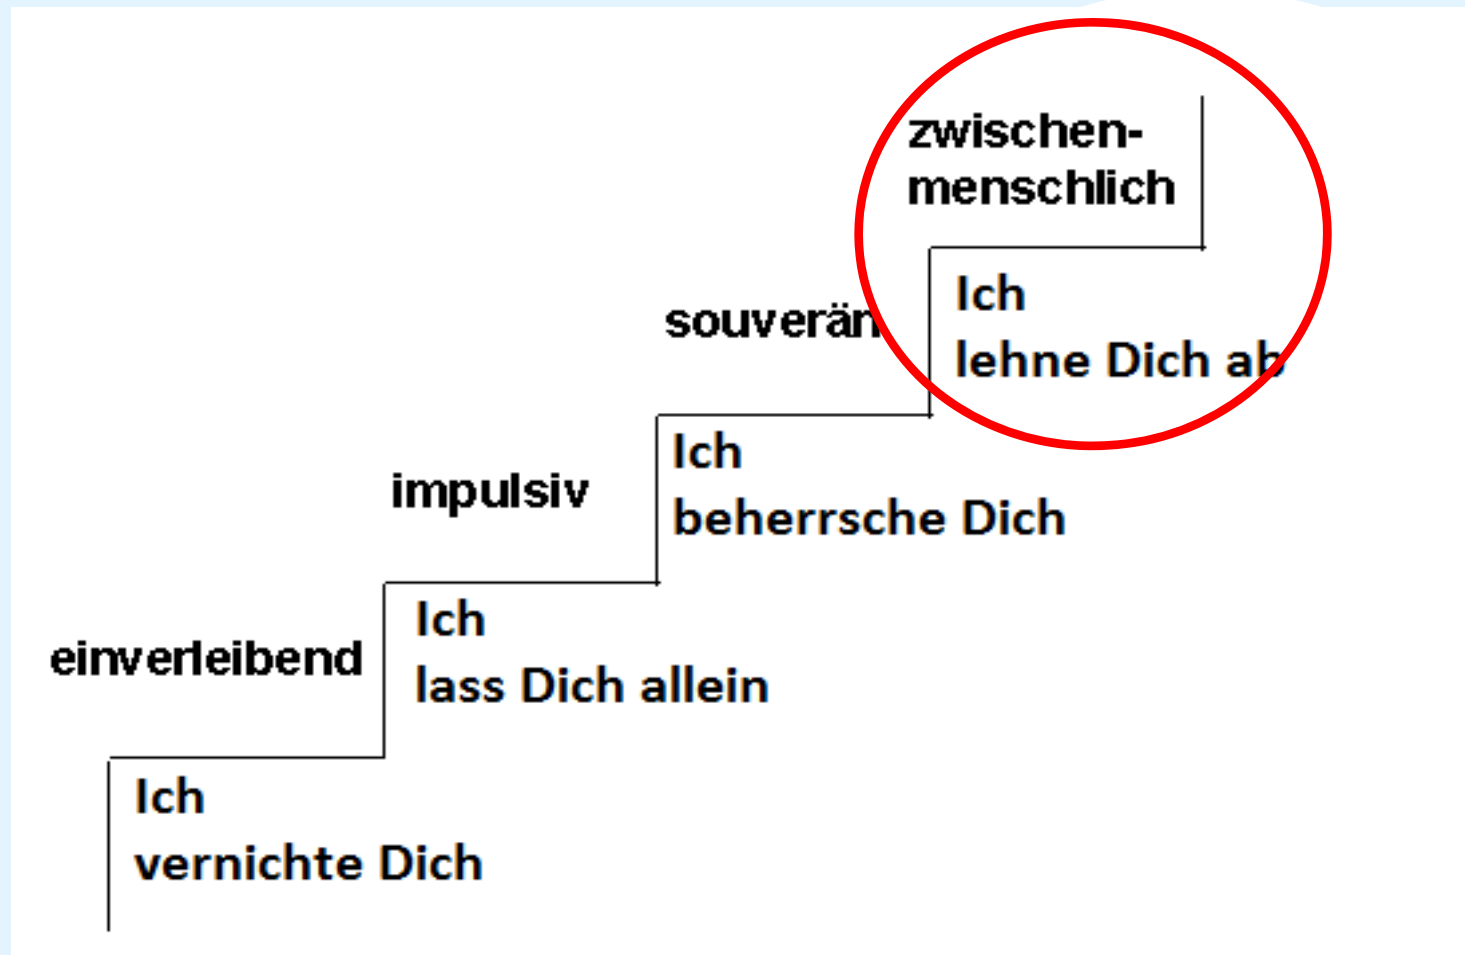 zwischen-
menschlich
Ich
lehne Dich ab
souverän
Ich
beherrsche Dich
impulsiv
Ich
lass Dich allein
einverleibend
Ich
vernichte Dich